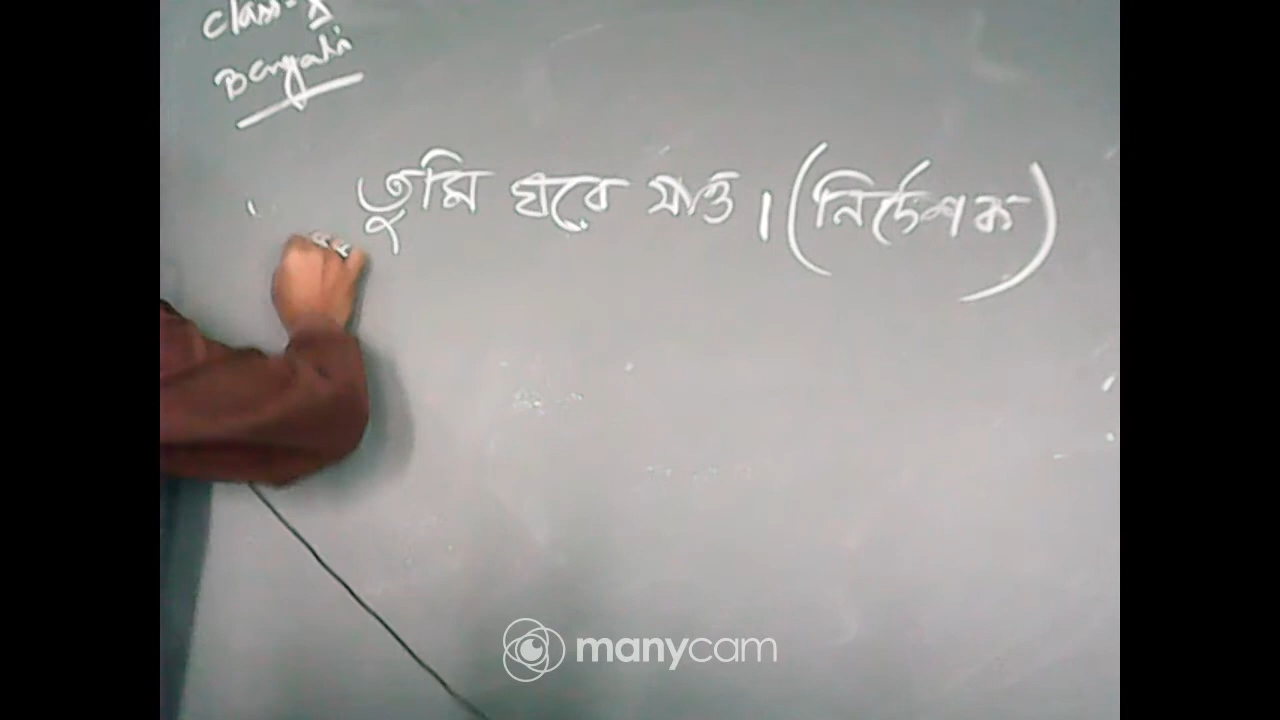 Class-X
Bengali
তুমি ঘরে যাও। (নির্দেশক)
manycam